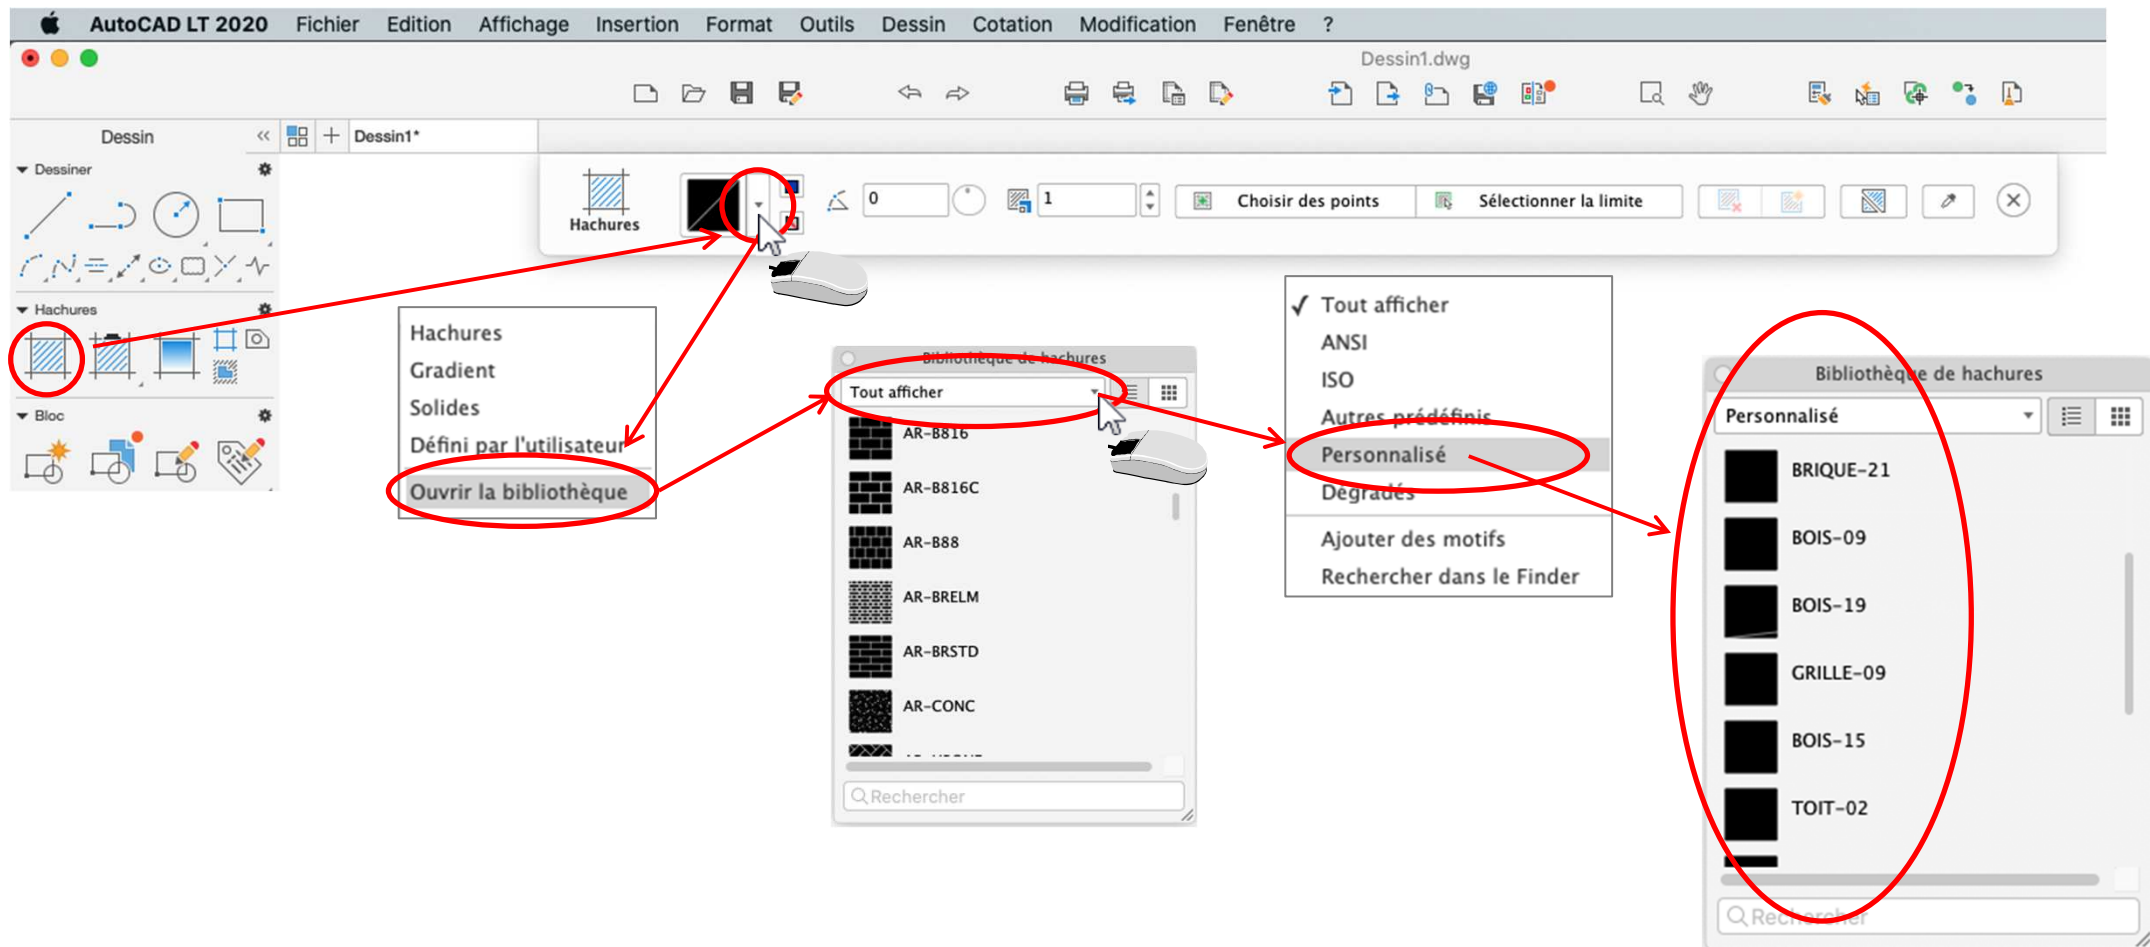 AutoCAD LT 2020 Fichier Edition Affichage Insertion Format Outils Dessin Cotation Modification Fenêtre ?
Dessin1.dwg
Dessin
Dessin1*
Dessiner
Hachures
0
1
Choisir des points
Sélectionner la limite
Hachures
Bloc
Hachures
Gradient
Solides
Défini par l'utilisateur
Ouvrir la bibliothèque
Bibliothèque de hachures
Tout afficher
AR-B816
AR-B816C
AR-B88
AR-BRELM
AR-BRSTD
AR-CONC
Rechercher
✓ Tout afficher
ANSI
ISO
Autres prédéfinis
Personnalisé
Dégradés
Ajouter des motifs
Rechercher dans le Finder
Bibliothèque de hachures
Personnalisé
BRIQUE-21
BOIS-09
BOIS-19
GRILLE-09
BOIS-15
TOIT-02
Rechercher